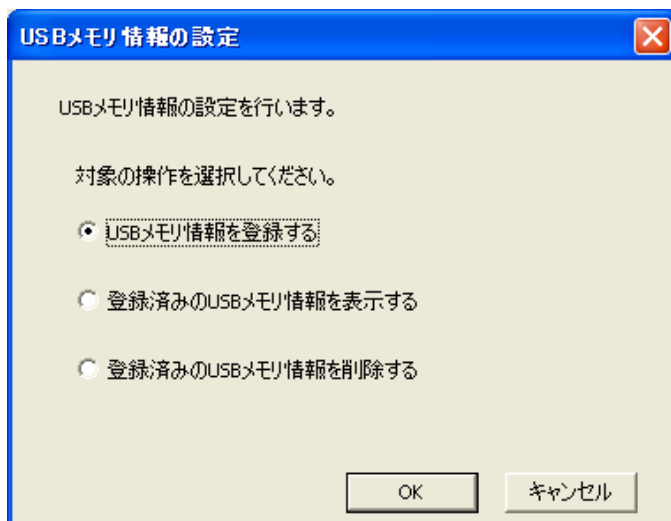 USBメモリ情報の設定
USBメモリ情報の設定を行います。
対象の操作を選択してください。
USBメモリ情報を登録する
登録済みのUSBメモリ情報を表示する
登録済みのUSBメモリ情報を削除する
OK キャンセル